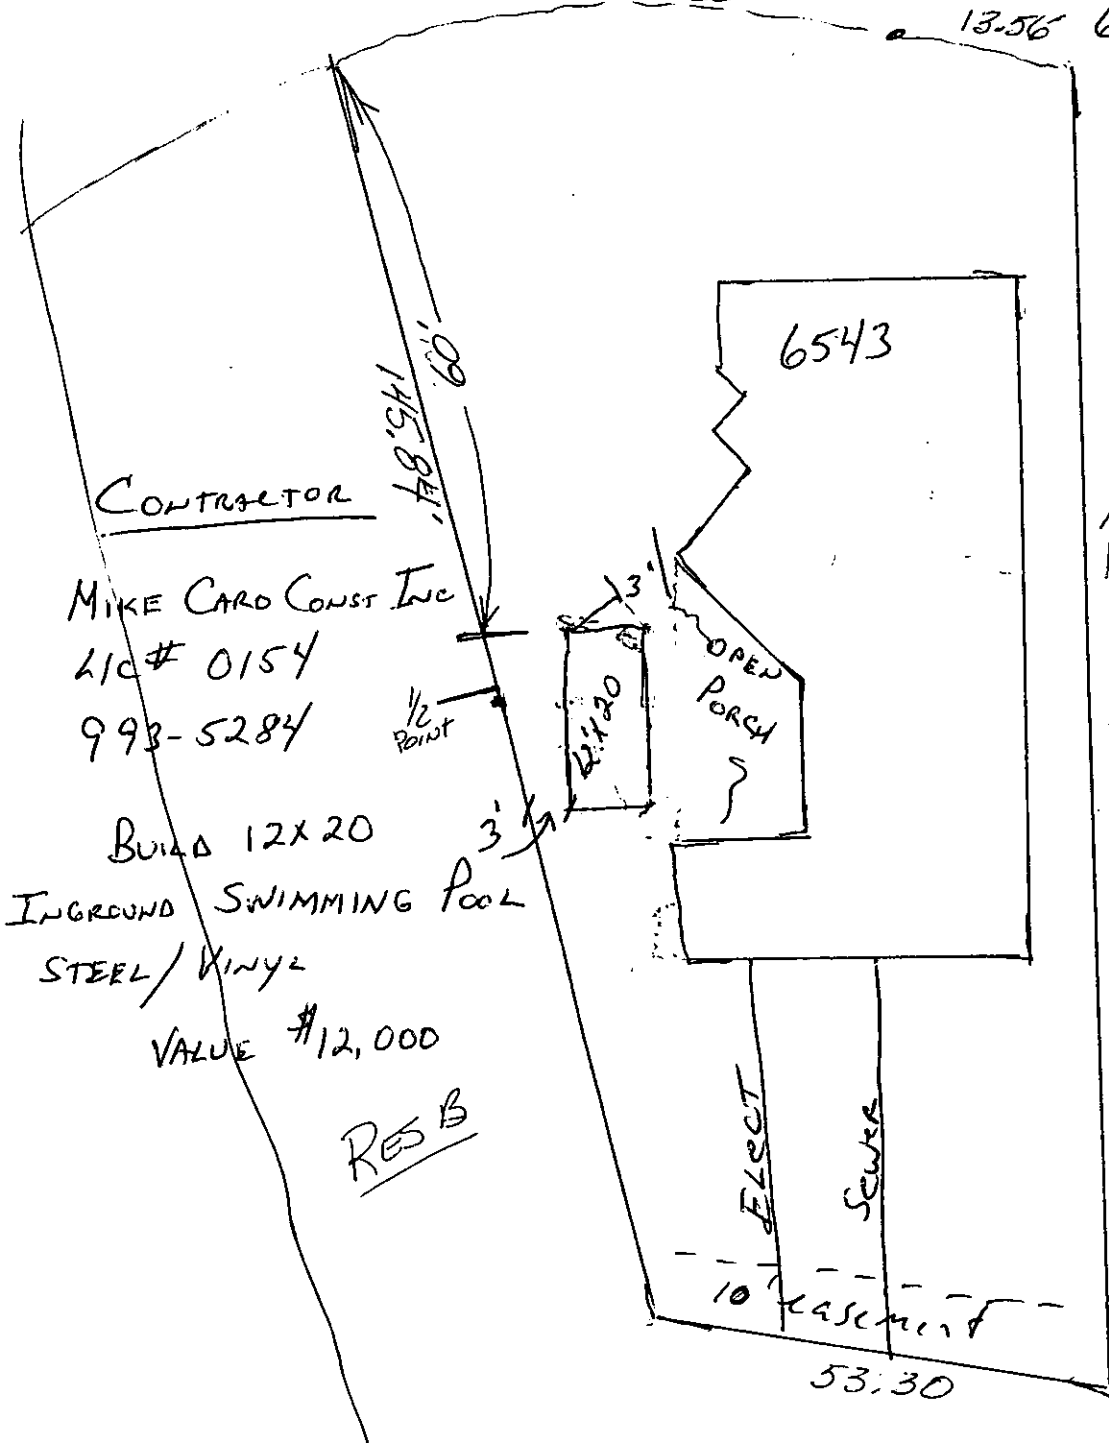 13.56
6543
60'
145.84'
CONTRACTOR
MIKE CARO CONST INC
LIC # 0154
993-5284
1/2
POINT
3'
OPEN
PORCH
12'x20
3'
BUILD 12X20
INGROUND SWIMMING POOL
STEEL/VINYL
VALUE $12,000
RES B
ELECT
SEWER
10' easement
53.30